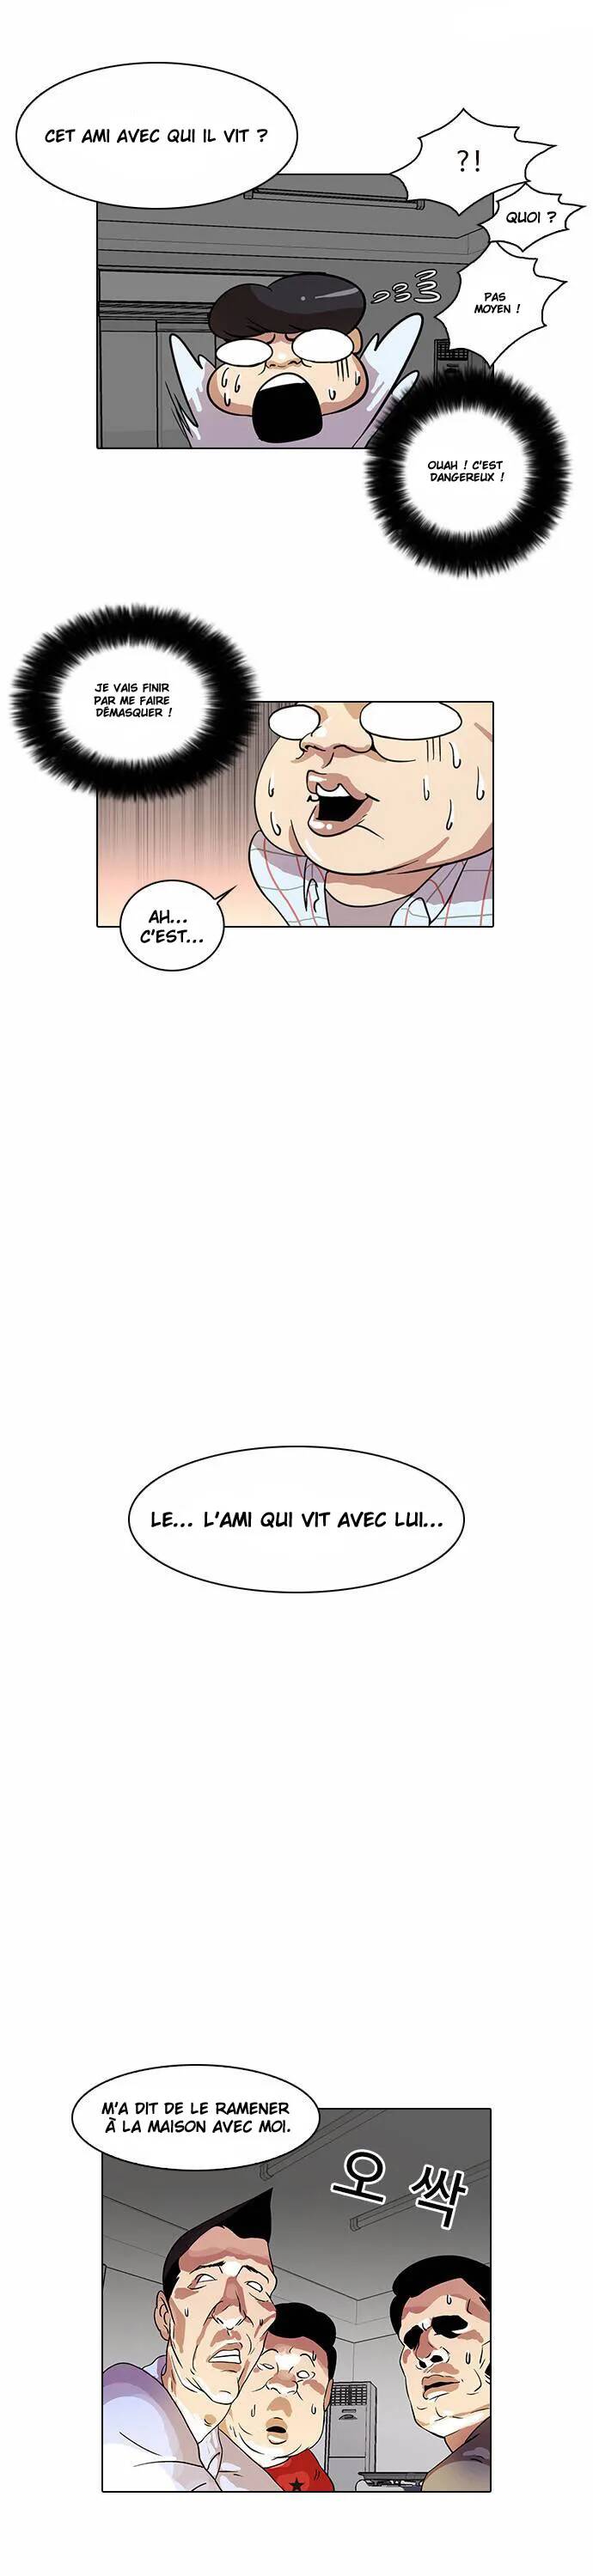 CET AMI AVEC QUI IL VIT ?
?!
QUOI ?
PAS
MOYEN !
OUAH ! C'EST
DANGEREUX !
JE VAIS FINIR
PAR ME FAIRE
DÉMASQUER !
AH...
C'EST...
LE... L'AMI QUI VIT AVEC LUI...
M'A DIT DE LE RAMENER
À LA MAISON AVEC MOI.
오싹